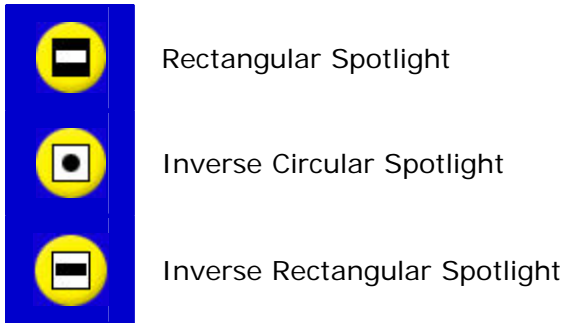 Rectangular Spotlight
Inverse Circular Spotlight
Inverse Rectangular Spotlight